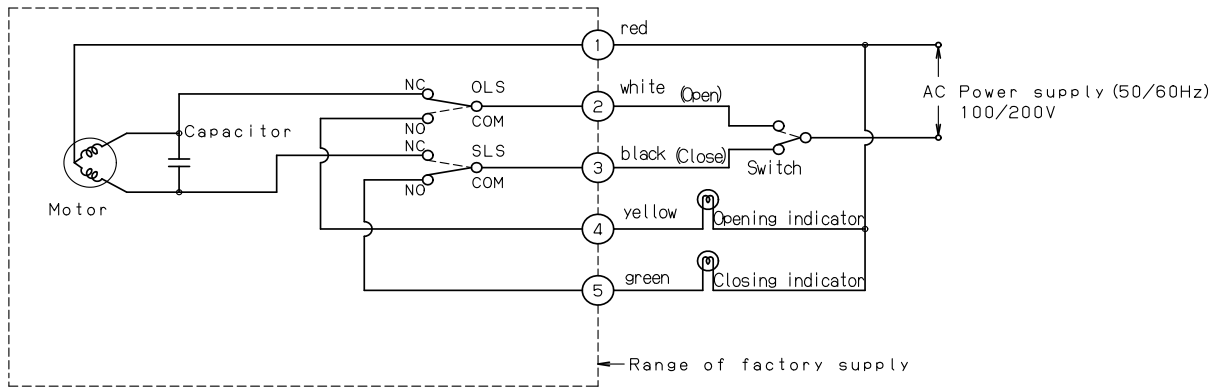 red
1
NC
OLS
white
(Open)
2
AC Power supply (50/60Hz)
100/200V
NO
COM
Capacitor
NC
SLS
black
(Close)
3
Switch
NO
COM
Motor
yellow
4
Opening indicator
green
5
Closing indicator
Range of factory supply